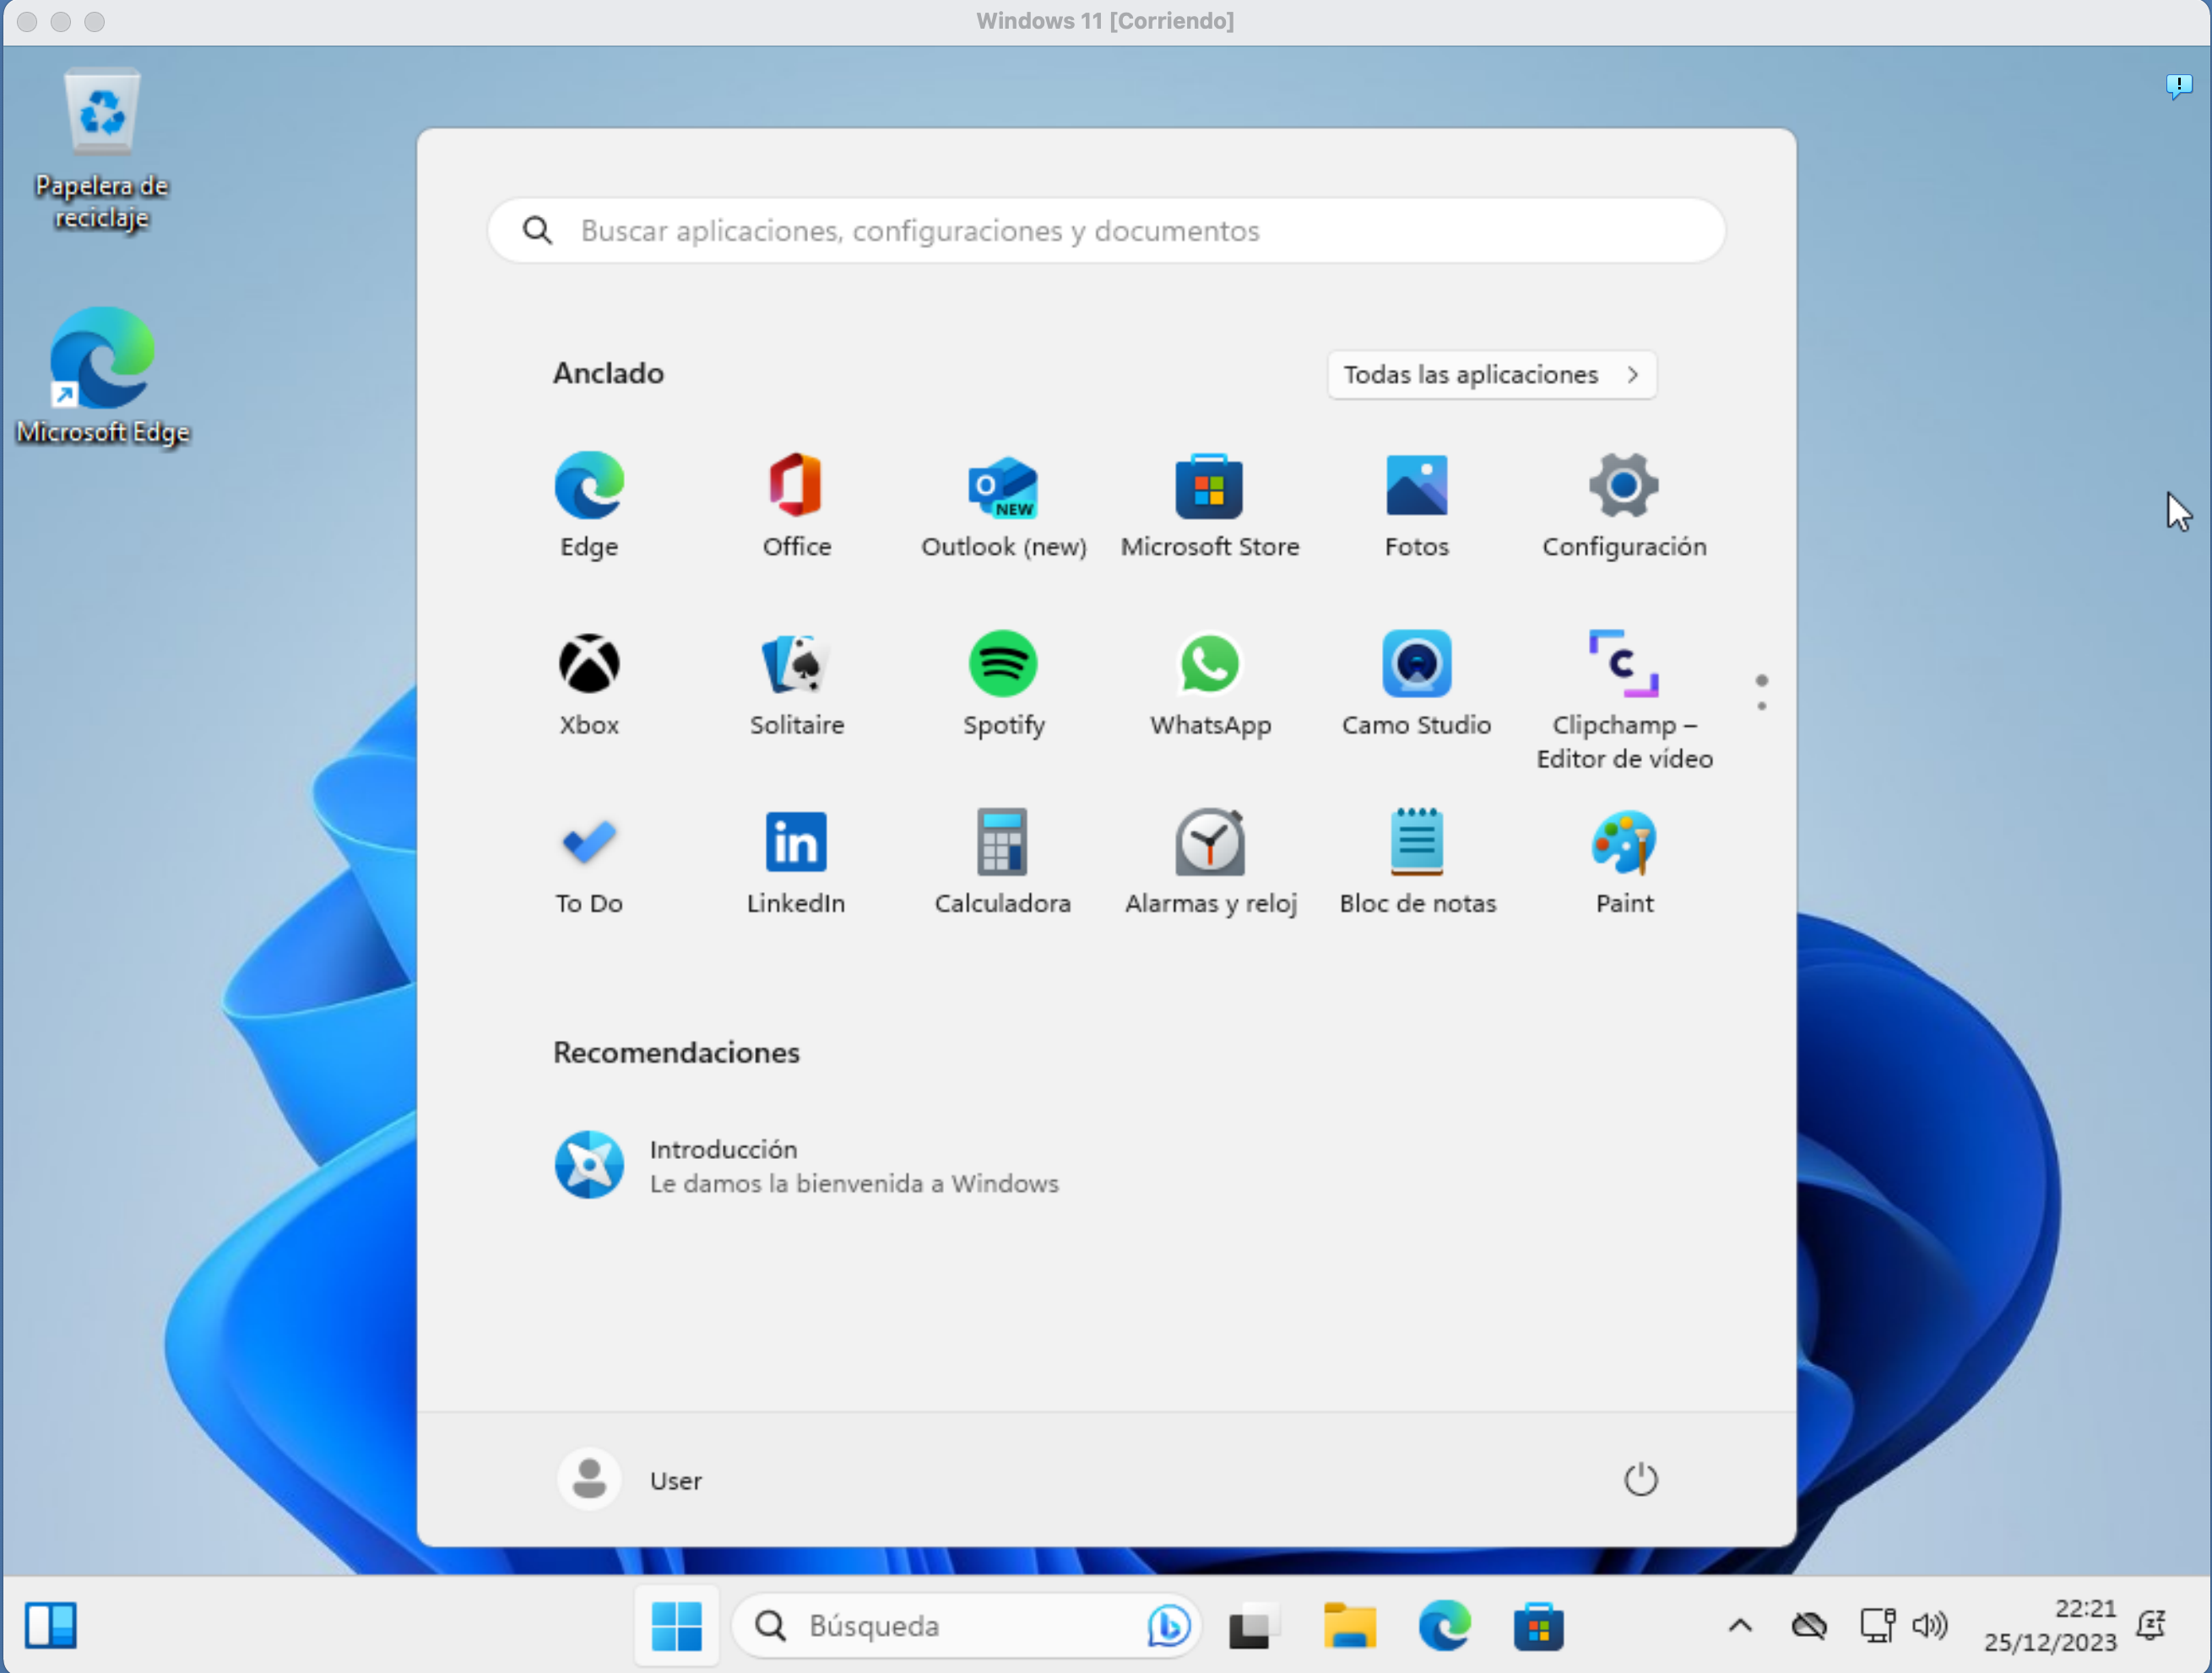 Windows 11 [Corriendo]
Papelera de
reciclaje
Microsoft Edge
Buscar aplicaciones, configuraciones y documentos
Anclado
Todas las aplicaciones
Edge
Office
NEW
Outlook (new)
Microsoft Store
Fotos
Configuración
Xbox
Solitaire
Spotify
WhatsApp
Camo Studio
Clipchamp –
Editor de vídeo
To Do
in
LinkedIn
Calculadora
Alarmas y reloj
Bloc de notas
Paint
Recomendaciones
Introducción
Le damos la bienvenida a Windows
User
Búsqueda
22:21
25/12/2023